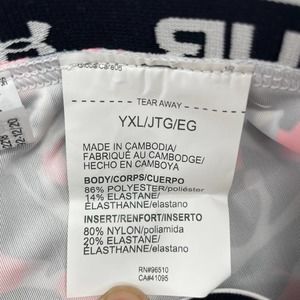 TEAR AWAY
YXL/JTG/EG
MADE IN CAMBODIA/
FABRIQUÉ AU CAMBODGE/
HECHO EN CAMBOYA
BODY/CORPS/CUERPO
86% POLYESTER/poliéster
14% ELASTANE/
ÉLASTHANNE/elastano
INSERT/RENFORT/INSERTO
80% NYLON/poliamida
20% ELASTANE/
ÉLASTHANNE/elastano
RN#96510
CA#41095